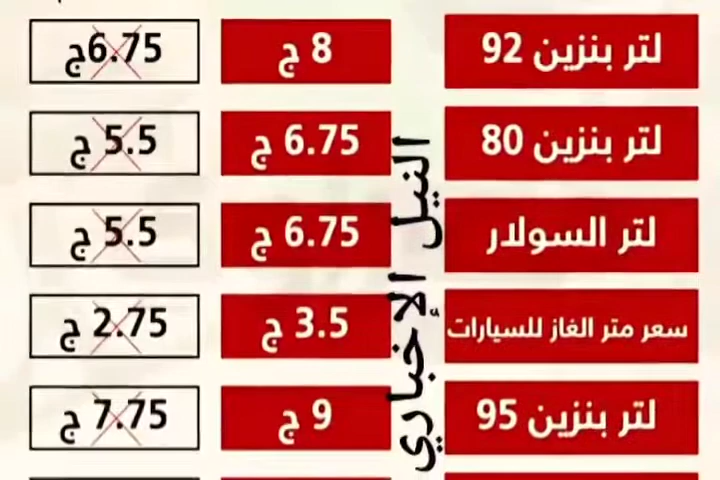 لتر بنزين 92 8 ج 6.75ج
لتر بنزين 80 6.75 ج 5.5 ج
لتر السولار 6.75 ج 5.5 ج
سعر متر الغاز للسيارات 3.5 ج 2.75 ج
لتر بنزين 95 9 ج 7.75 ج
النيل الإخباري